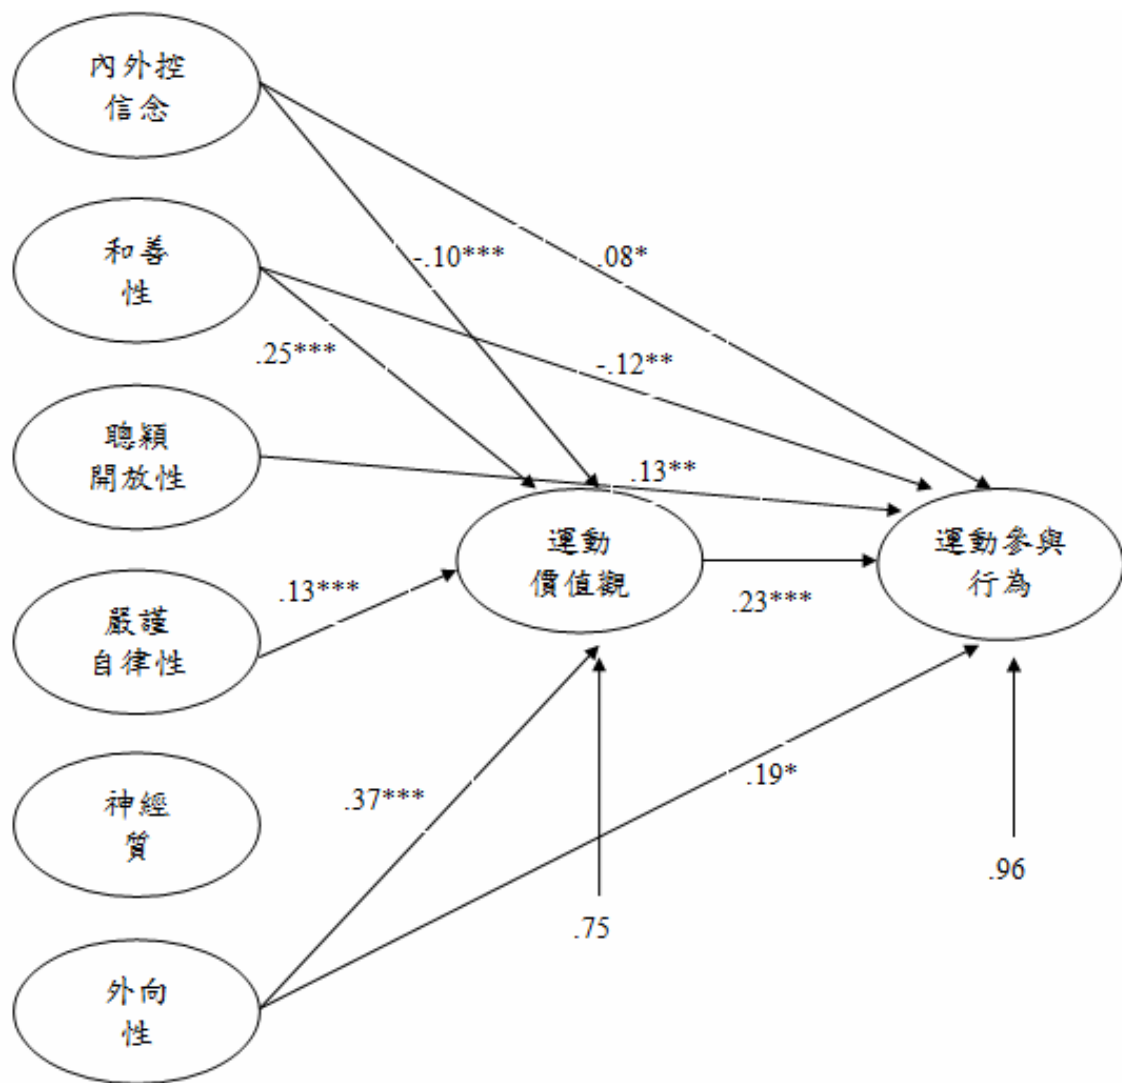 內外控
信念
和善
性
-.10***
.08*
.25***
-.12**
聰穎
開放性
.13**
運動
價值觀
運動參與
行為
.13***
.23***
嚴謹
自律性
神經
質
.37***
.19*
.96
.75
外向
性